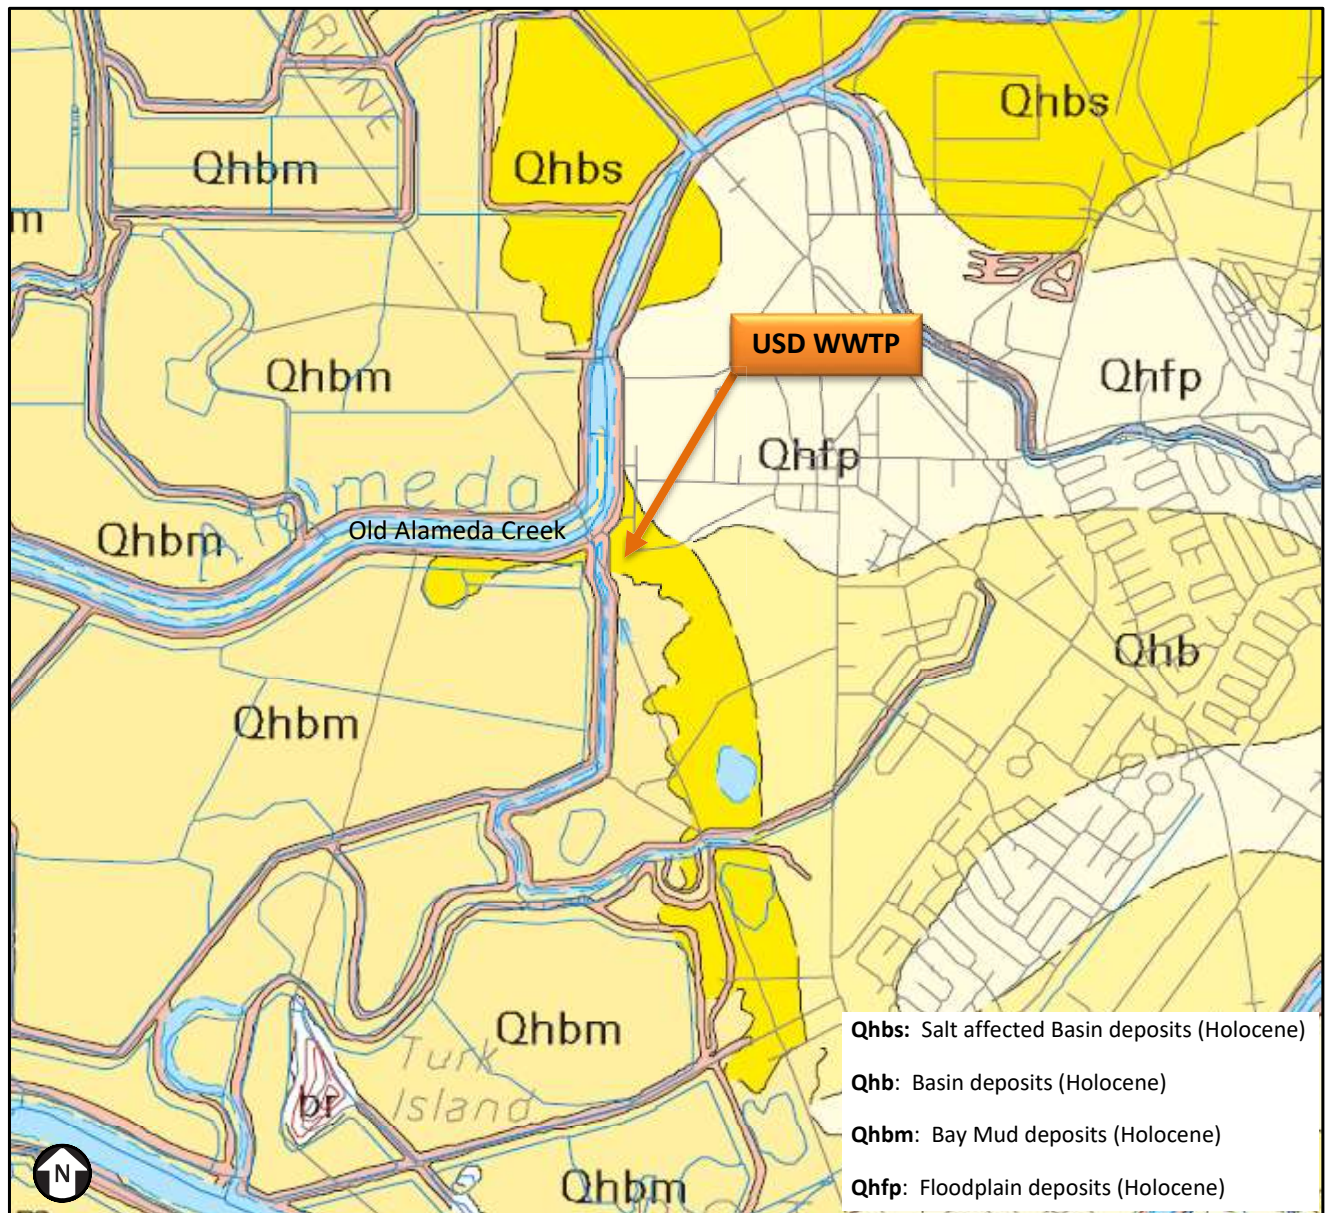 RLINE
Qhbs
Qhbm
Qhbs
m
Qhbm
USD WWTP
Qhfp
Qhfp
Alameda
Qhbm
Old Alameda Creek
Qhb
Qhbm
Qhbm
Turk
Island
br
Qhbm
N
Qhbs: Salt affected Basin deposits (Holocene)
Qhb: Basin deposits (Holocene)
Qhbm: Bay Mud deposits (Holocene)
Qhfp: Floodplain deposits (Holocene)